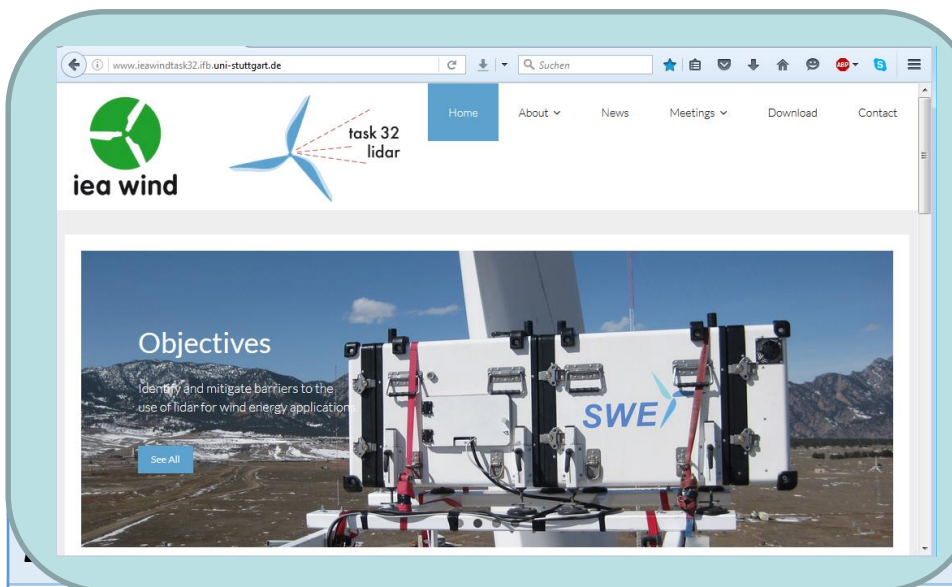 www.ieawindtask32.ifb.uni-stuttgart.de
Suchen
ABP
iea wind
task 32
lidar
Home
About
News
Meetings
Download
Contact
Objectives
Identify and mitigate barriers to the
use of lidar for wind energy applications.
See All
SWE